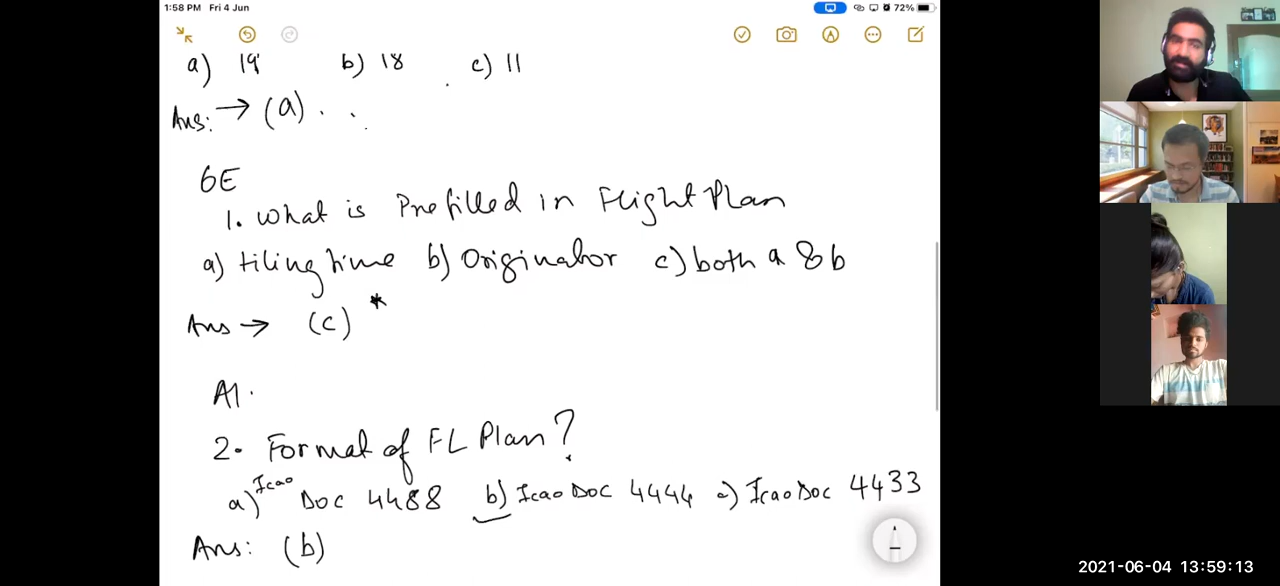 1:58 PM Fri 4 Jun
72%
a) 19 b) 18 c) 11
Ans: → (a) . .
6E
1. What is Prefilled in Flight Plan
a) filing time b) Originator c) both a & b
Ans → (c) *
AI.
2. Format of FL Plan?
a) Icao Doc 4488 b) Icao Doc 4444 c) Icao Doc 4433
Ans: (b)
2021-06-04 13:59:13